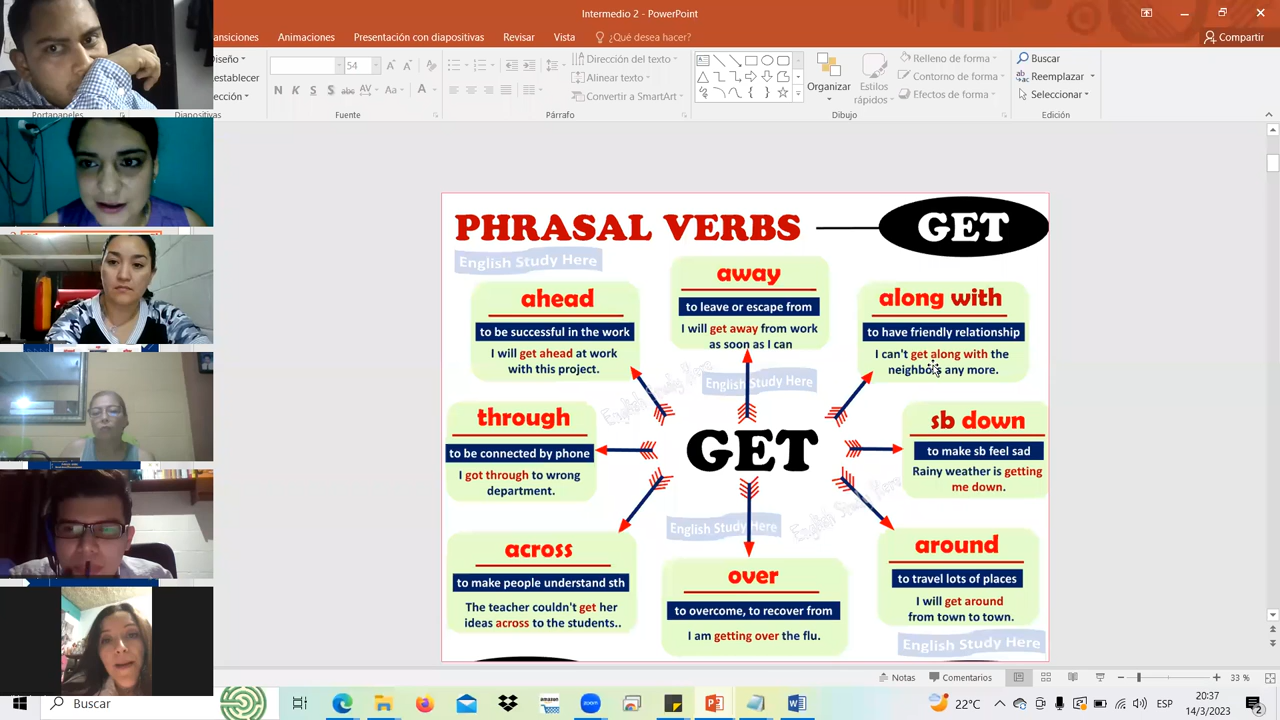 Intermedio 2 - PowerPoint
Animaciones
Presentación con diapositivas
Revisar
Vista
¿Qué desea hacer?
Compartir
54
Dirección del texto
Alinear texto
Convertir a SmartArt
Organizar
Estilos
rápidos
Relleno de forma
Contorno de forma
Efectos de forma
Buscar
Reemplazar
Seleccionar
Portapapeles
Diapositivas
Fuente
Párrafo
Dibujo
Edición
PHRASAL VERBS
GET
English Study Here
ahead
to be successful in the work
I will get ahead at work
with this project.
away
to leave or escape from
I will get away from work
as soon as I can
along with
to have friendly relationship
I can't get along with the
neighbors any more.
English Study Here
English Study Here
through
to be connected by phone
I got through to wrong
department.
GET
sb down
to make sb feel sad
Rainy weather is getting
me down.
English Study Here
English Study Here
across
to make people understand sth
The teacher couldn't get her
ideas across to the students..
over
to overcome, to recover from
I am getting over the flu.
around
to travel lots of places
I will get around
from town to town.
English Study Here
Notas
Comentarios
33 %
Buscar
amazon
zoom
22°C
ESP
20:37
14/3/2023
2